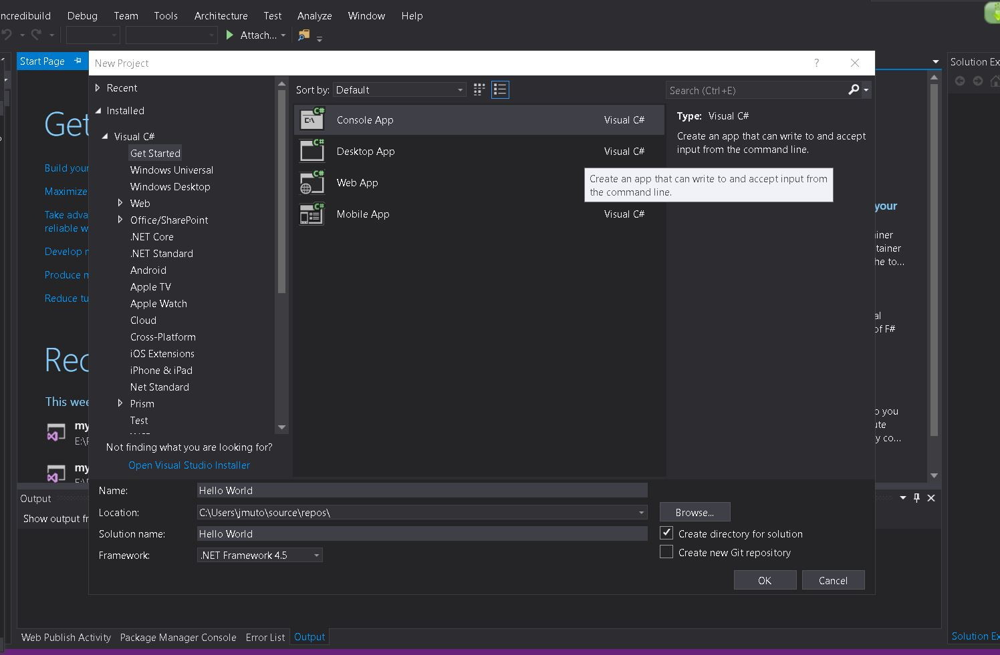 ncredibuild Debug Team Tools Architecture Test Analyze Window Help
Attach...
Start Page
New Project
?
Solution Ex
Recent
Installed
Visual C#
Get Started
Windows Universal
Windows Desktop
Web
Office/SharePoint
.NET Core
.NET Standard
Android
Apple TV
Apple Watch
Cloud
Cross-Platform
iOS Extensions
iPhone & iPad
Net Standard
Prism
Test
Not finding what you are looking for?
Open Visual Studio Installer
Sort by: Default
Search (Ctrl+E)
C# Console App Visual C#
C# Desktop App Visual C#
C# Web App
C# Mobile App Visual C#
Type: Visual C#
Create an app that can write to and accept
input from the command line.
Create an app that can write to and accept input from
the command line.
Get
Build your
Maximize
Take adva
reliable w
Develop m
Produce m
Reduce tu
Rec
This wee
my
E:\
my
your
iner
tainer
he to...
al
of F#
o you
ute
y co...
Name: Hello World
Location: C:\Users\jmuto\source\repos\
Browse...
Solution name: Hello World
Create directory for solution
Framework: .NET Framework 4.5
Create new Git repository
OK Cancel
Output
Show output fr
Web Publish Activity Package Manager Console Error List Output
Solution Ex